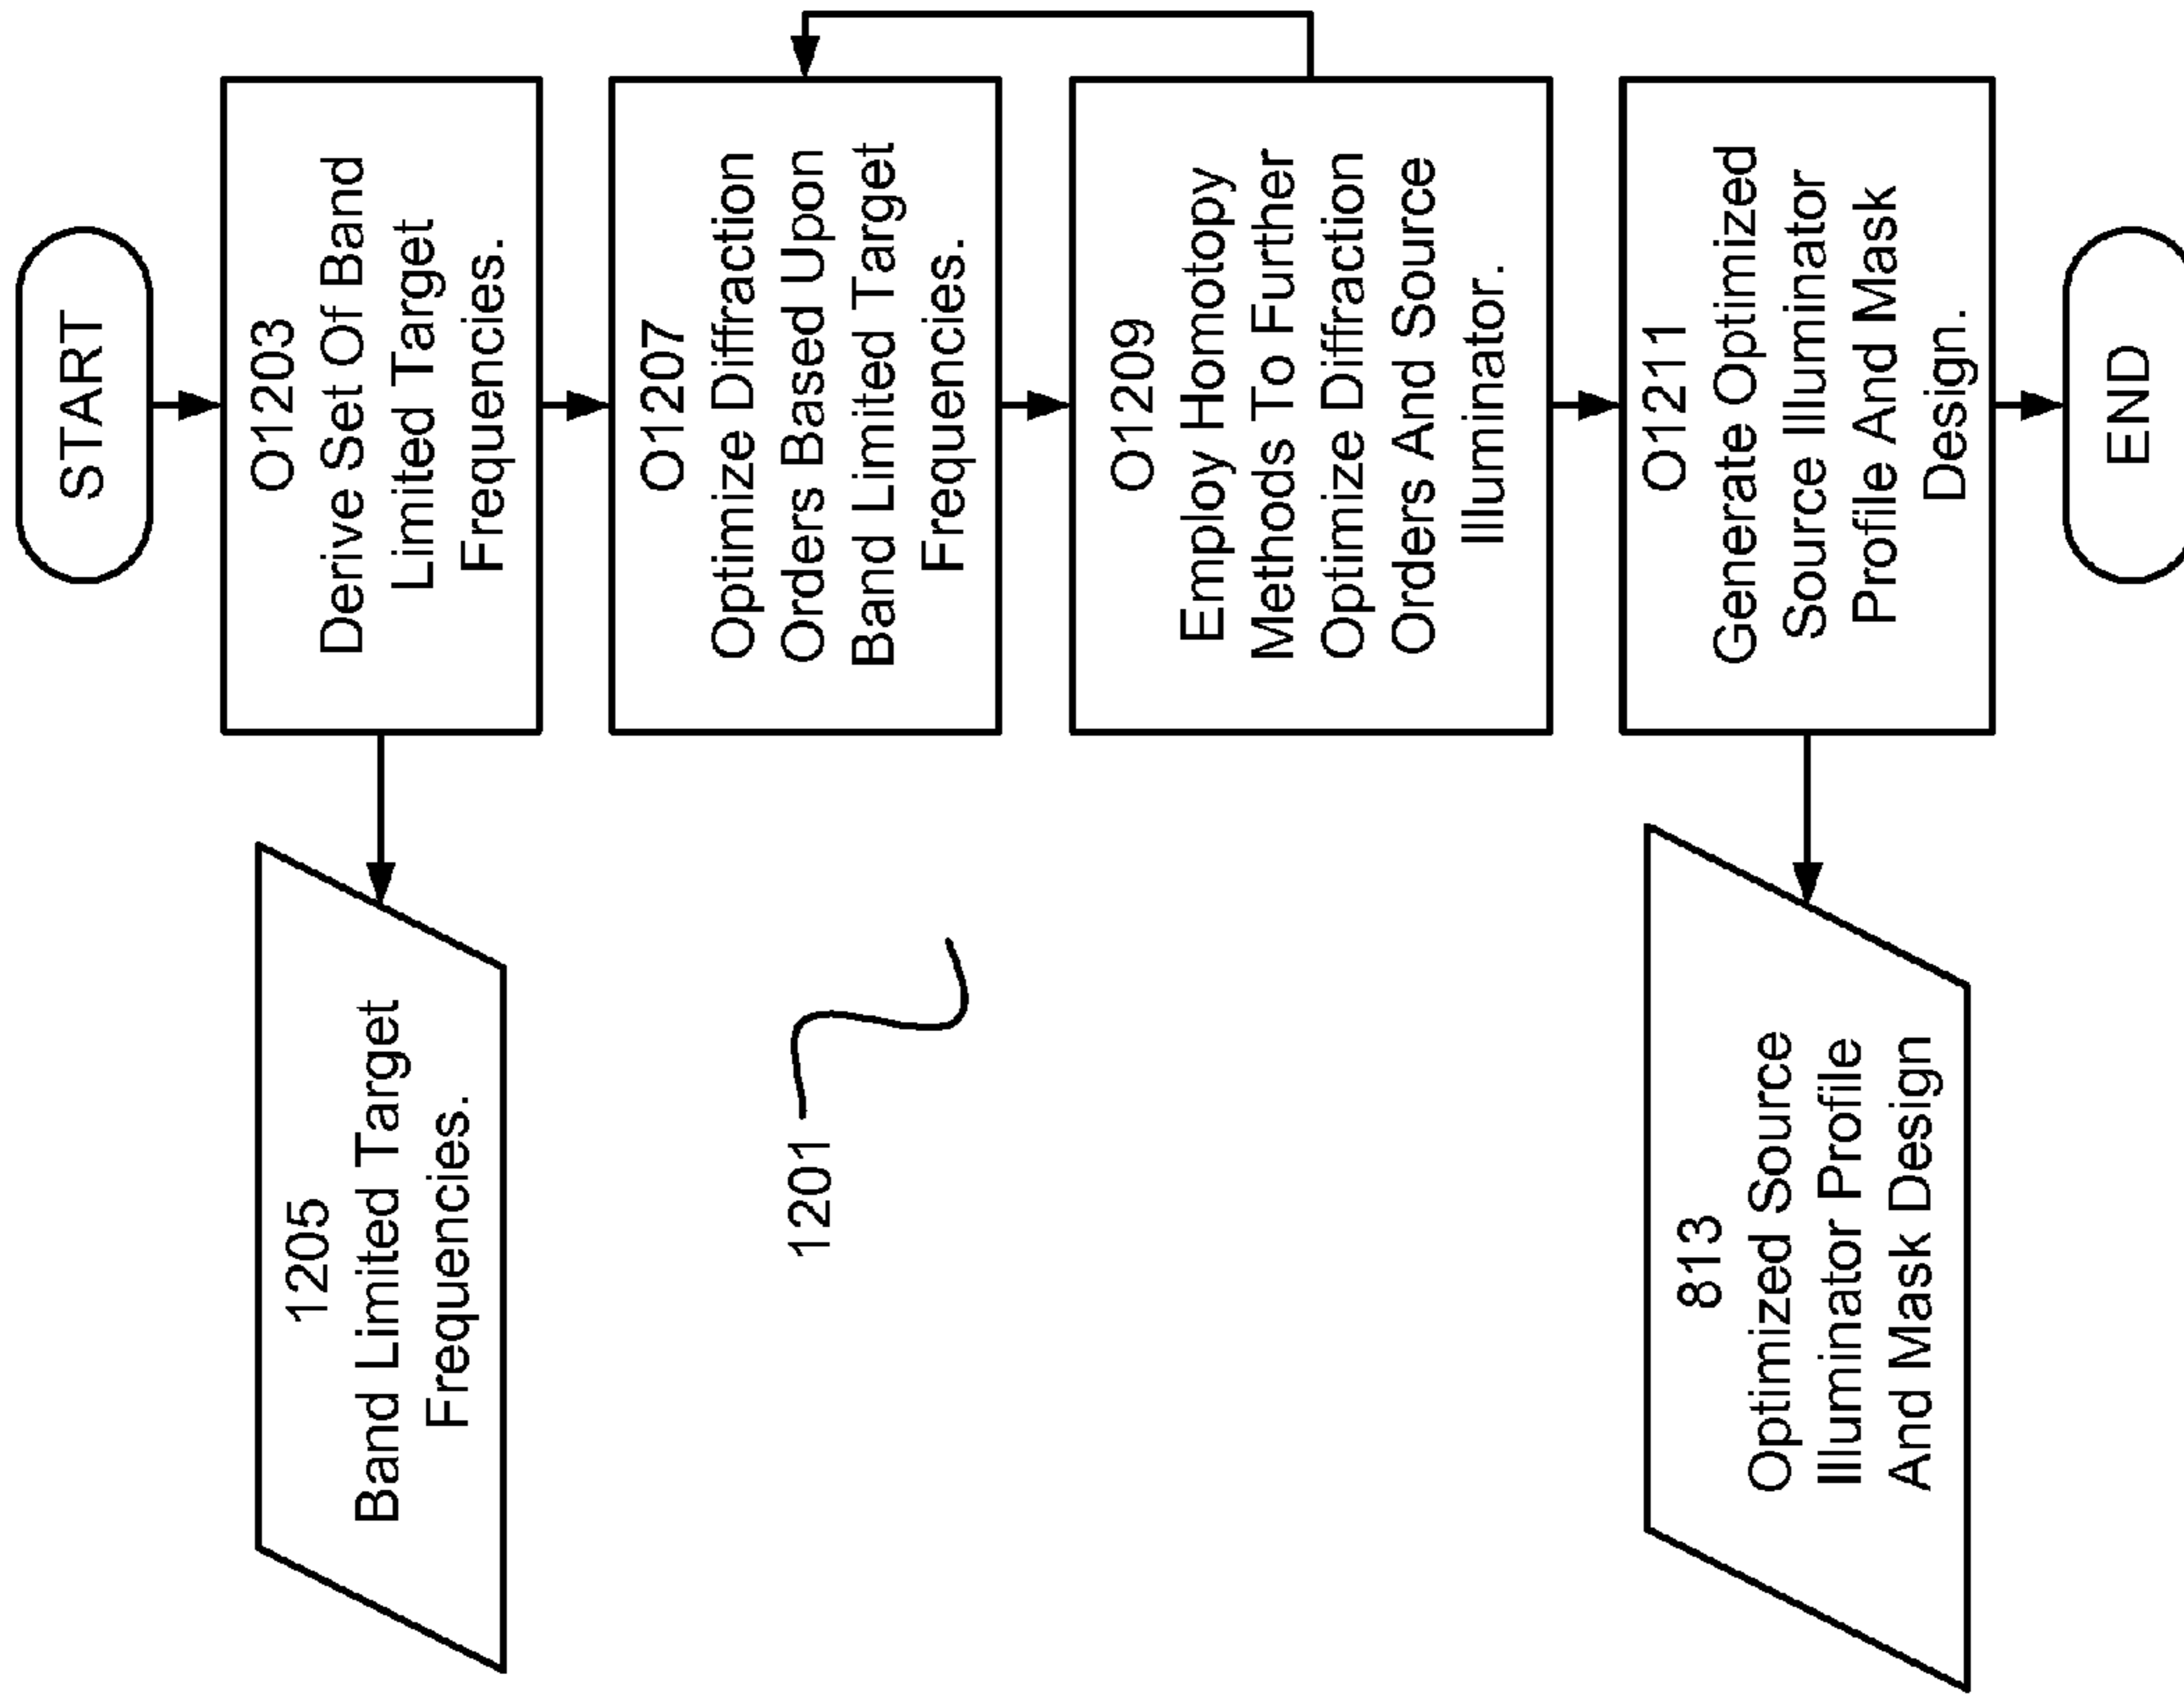 START
O1203
Derive Set Of Band
Limited Target
Frequencies.
1205
Band Limited Target
Frequencies.
O1207
Optimize Diffraction
Orders Based Upon
Band Limited Target
Frequencies.
1201
O1209
Employ Homotopy
Methods To Further
Optimize Diffraction
Orders And Source
Illuminator.
O1211
Generate Optimized
Source Illuminator
Profile And Mask
Design.
813
Optimized Source
Illuminator Profile
And Mask Design
END